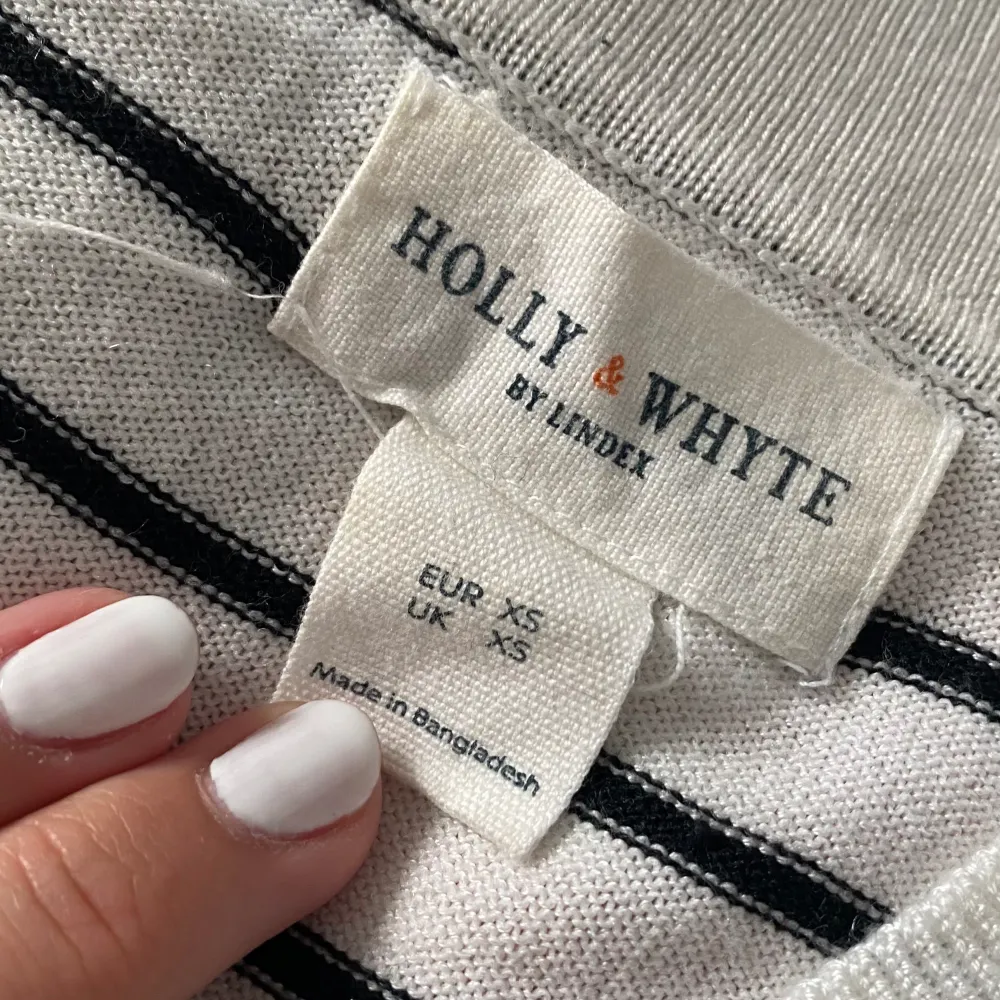 HOLLY & WHYTE
BY LINDEX
EUR XS
UK XS
Made in Bangladesh